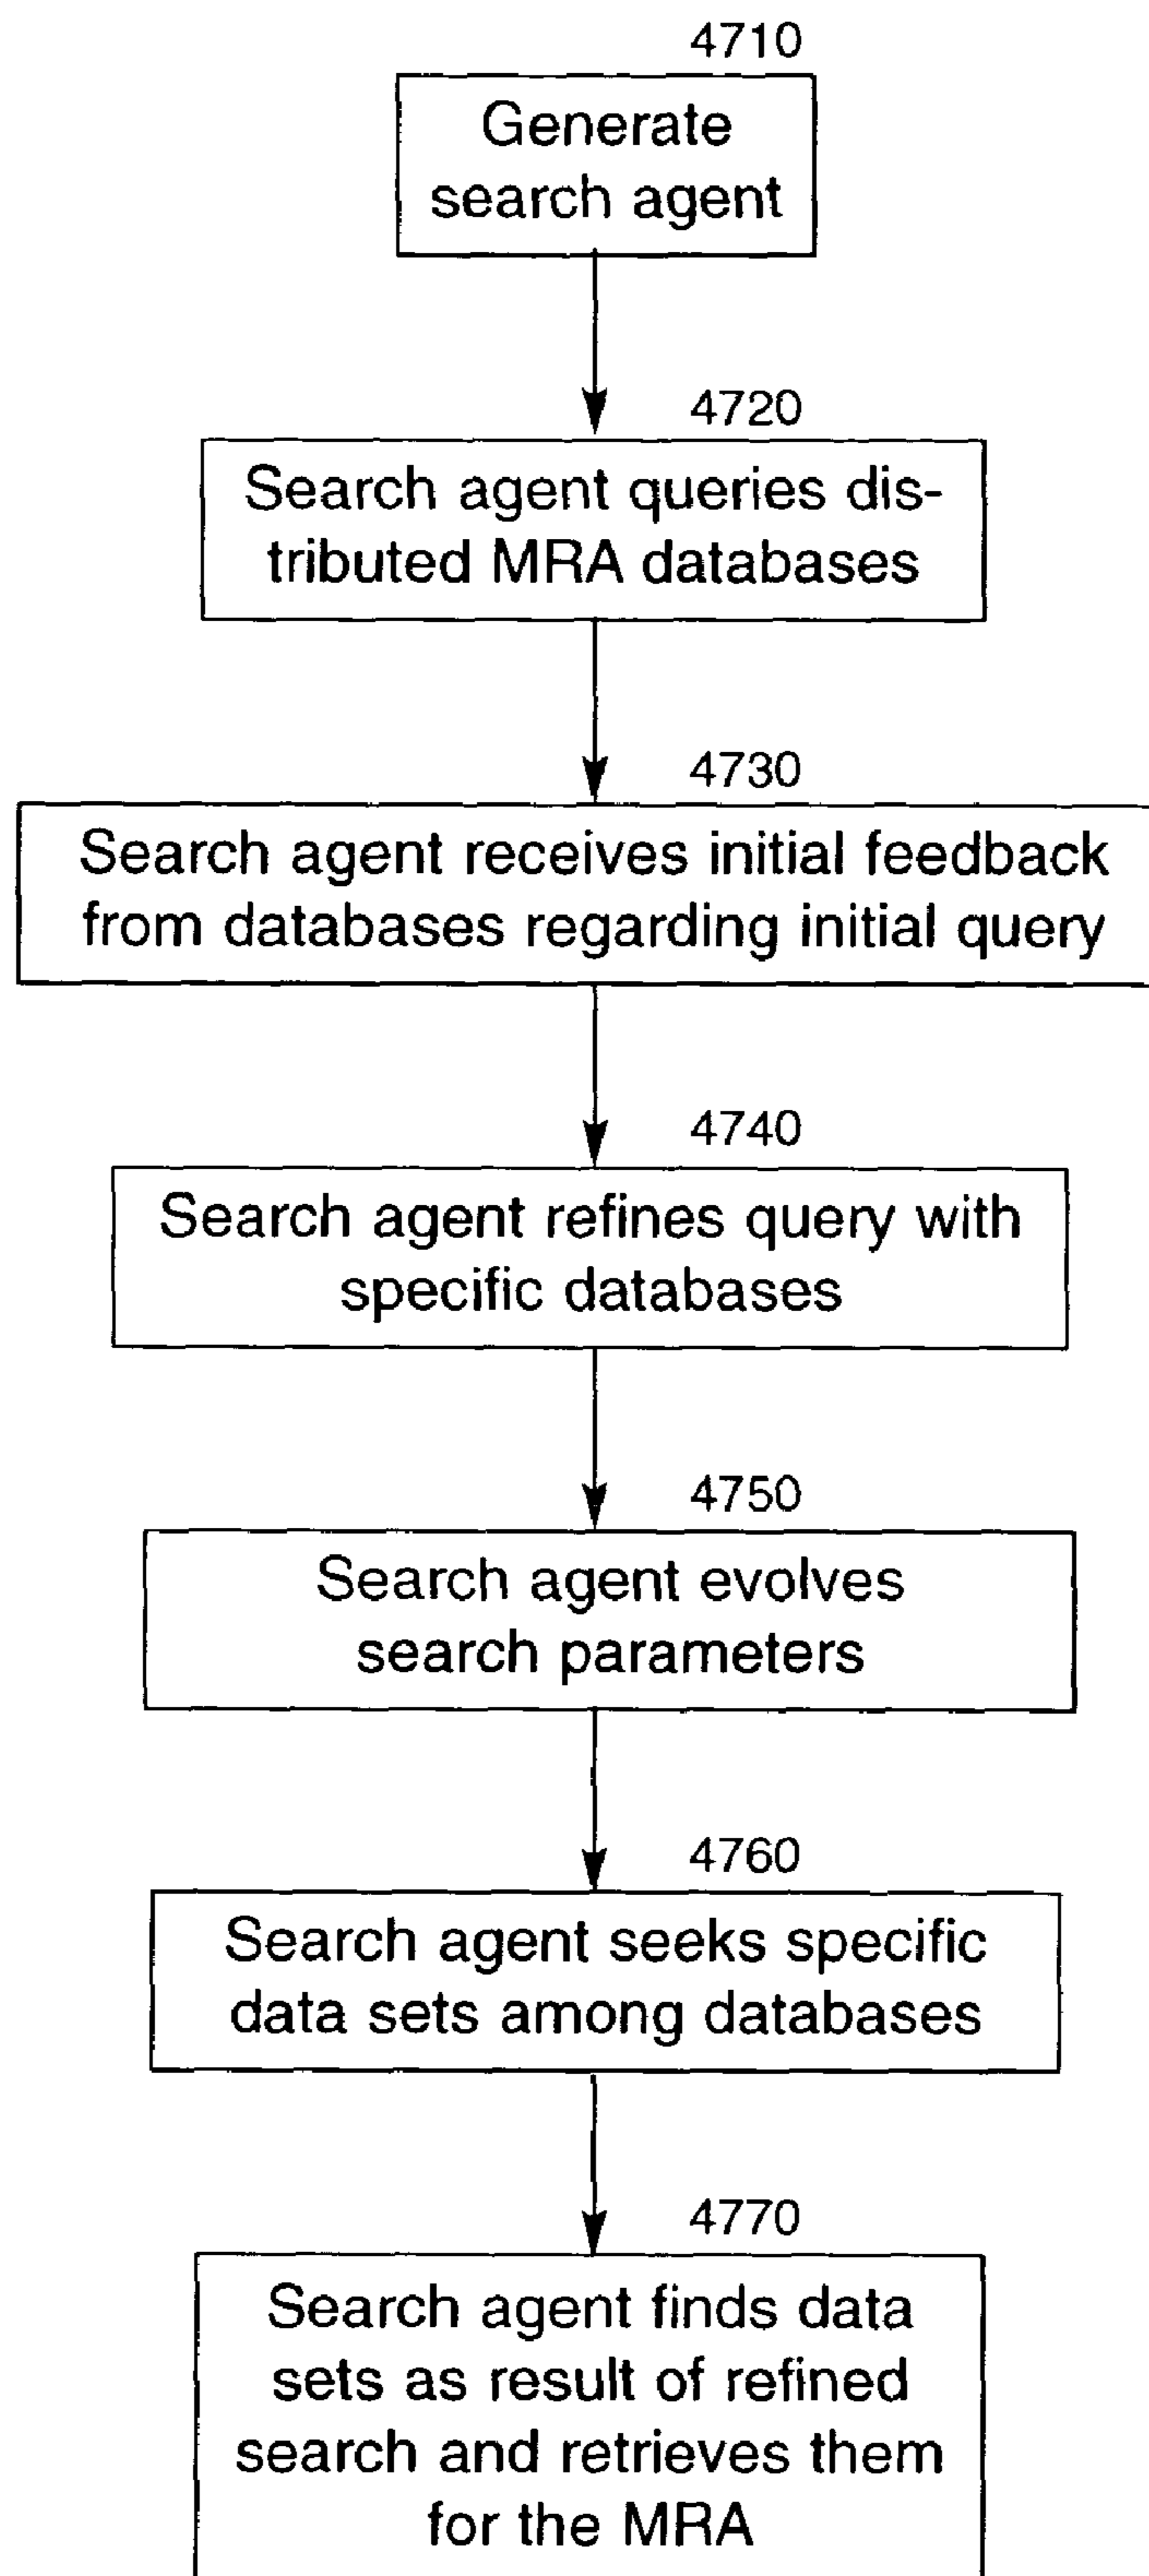 4710
Generate
search agent
4720
Search agent queries dis-
tributed MRA databases
4730
Search agent receives initial feedback
from databases regarding initial query
4740
Search agent refines query with
specific databases
4750
Search agent evolves
search parameters
4760
Search agent seeks specific
data sets among databases
4770
Search agent finds data
sets as result of refined
search and retrieves them
for the MRA